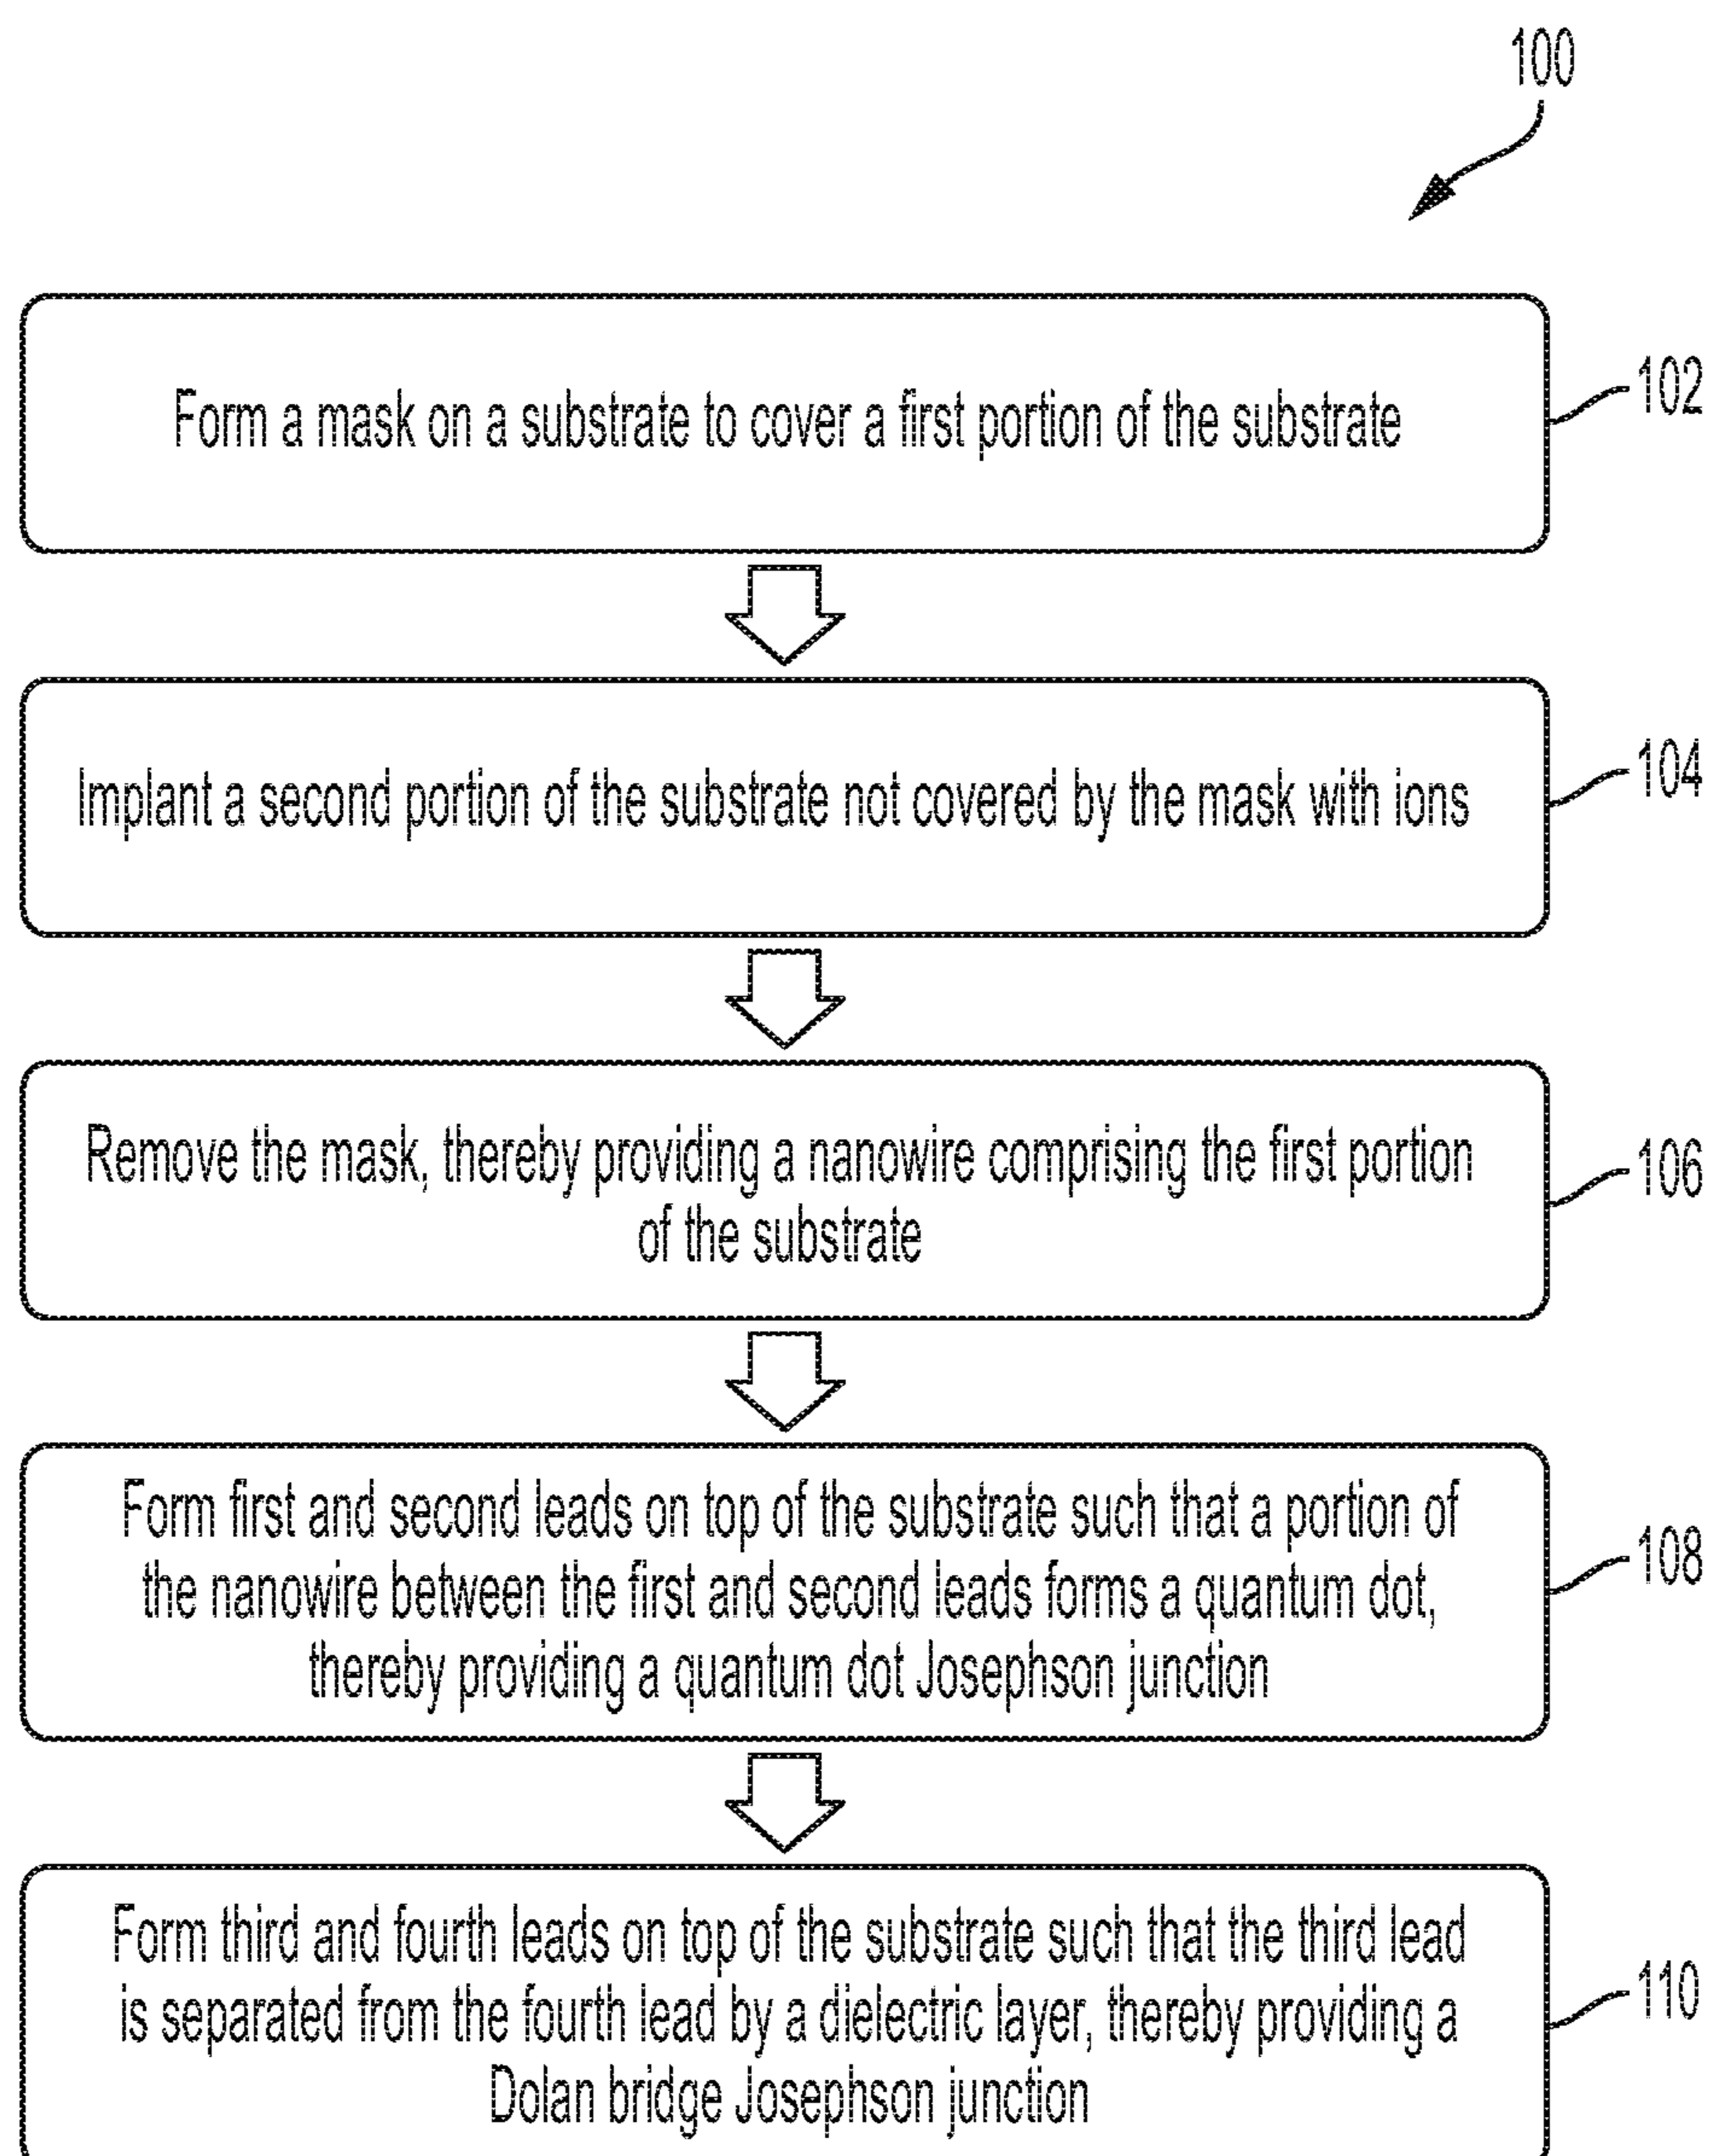 100
Form a mask on a substrate to cover a first portion of the substrate
102
Implant a second portion of the substrate not covered by the mask with ions
104
Remove the mask, thereby providing a nanowire comprising the first portion
of the substrate
106
Form first and second leads on top of the substrate such that a portion of
the nanowire between the first and second leads forms a quantum dot,
thereby providing a quantum dot Josephson junction
108
Form third and fourth leads on top of the substrate such that the third lead
is separated from the fourth lead by a dielectric layer, thereby providing a
Dolan bridge Josephson junction
110